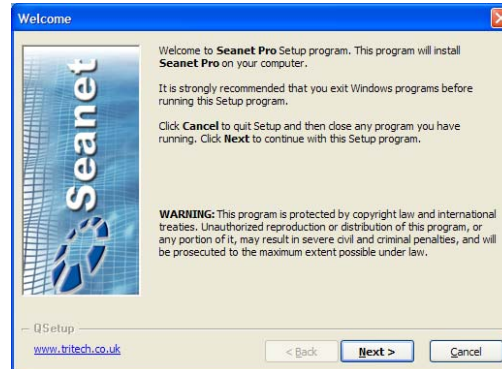 Welcome
Seanet
Welcome to Seanet Pro Setup program. This program will install
Seanet Pro on your computer.
It is strongly recommended that you exit Windows programs before
running this Setup program.
Click Cancel to quit Setup and then close any program you have
running. Click Next to continue with this Setup program.
WARNING: This program is protected by copyright law and international
treaties. Unauthorized reproduction or distribution of this program, or
any portion of it, may result in severe civil and criminal penalties, and will
be prosecuted to the maximum extent possible under law.
QSetup
www.tritech.co.uk
< Back
Next >
Cancel